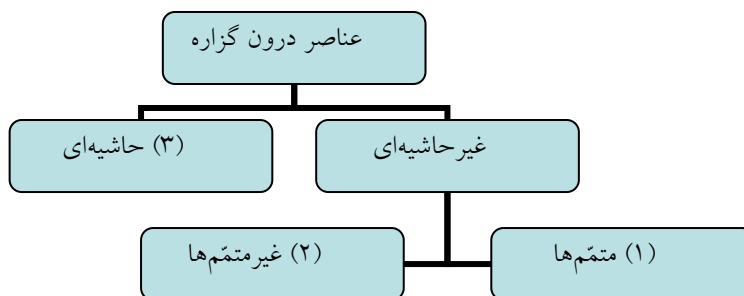 عناصر درون گزاره
غیرحاشیه‌ای
(۳) حاشیه‌ای
(۱) متمّم‌ها
(۲) غیرمتمّم‌ها